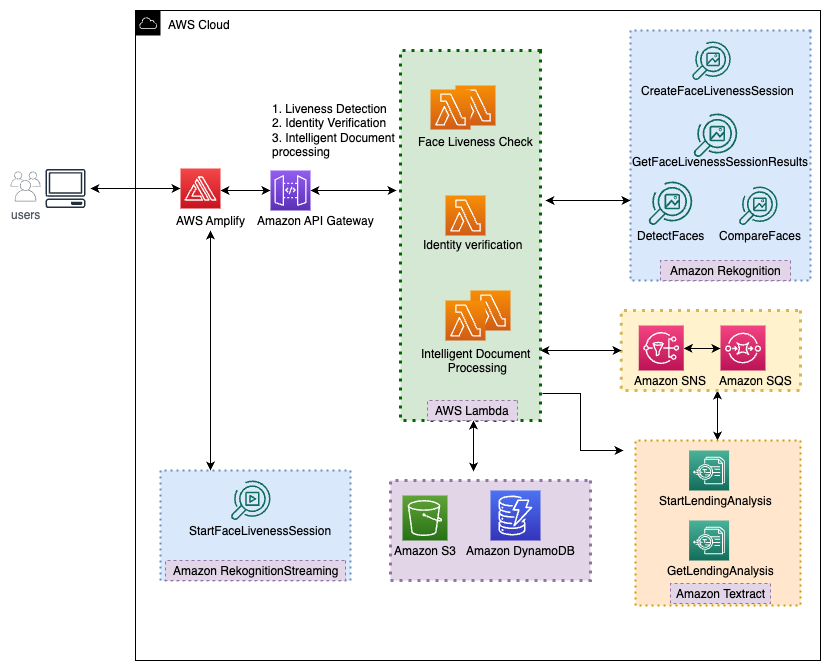 AWS Cloud
1. Liveness Detection
2. Identity Verification
3. Intelligent Document
processing
users
AWS Amplify
Amazon API Gateway
Face Liveness Check
Identity verification
Intelligent Document
Processing
AWS Lambda
CreateFaceLivenessSession
GetFaceLivenessSessionResults
DetectFaces
CompareFaces
Amazon Rekognition
Amazon SNS
Amazon SQS
StartLendingAnalysis
GetLendingAnalysis
Amazon Textract
StartFaceLivenessSession
Amazon RekognitionStreaming
Amazon S3
Amazon DynamoDB